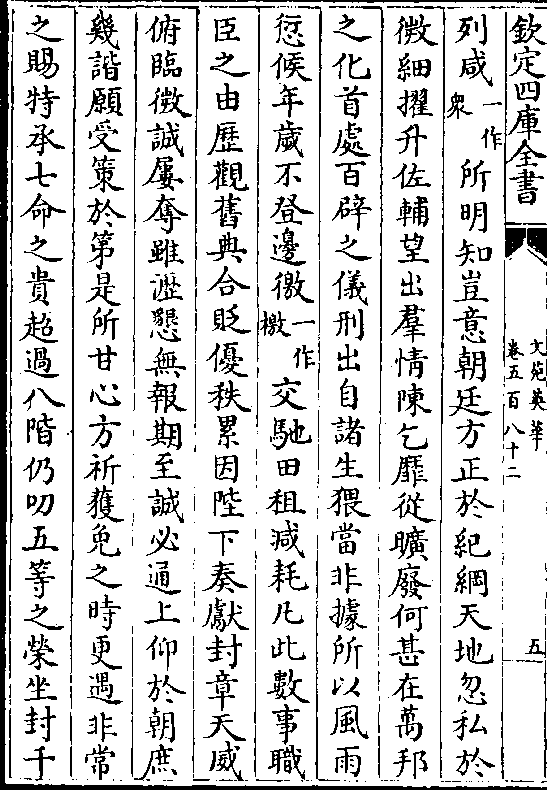 欽定四庫全書
文苑英華
卷五百八十二
五
列咸一作衆所明知豈意朝廷方正於紀綱天地忽私於
微細擢升佐輔望出羣情陳乞靡從曠廢何甚在萬邦
之化首處百辟之儀刑出自諸生猥當非據所以風雨
愆候年歲不登邊徼一作檄交馳田租減耗凡此數事職
臣之由歷觀舊典合貶優秩累因陛下奏獻封章天威
俯臨微誠屢奪雖瀝懇無報期至誠必通上仰於朝庶
幾諧願受策於第是所甘心方祈獲免之時更遇非常
之賜特承七命之貴超過八階仍叨五等之榮坐封千